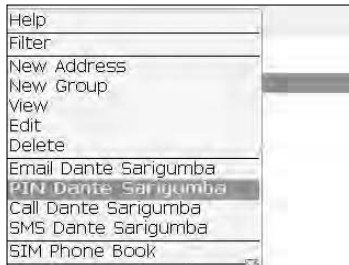 Help
Filter
New Address
New Group
View
Edit
Delete
Email Dante Sarigumba
PIN Dante Sarigumba
Call Dante Sarigumba
SMS Dante Sarigumba
SIM Phone Book